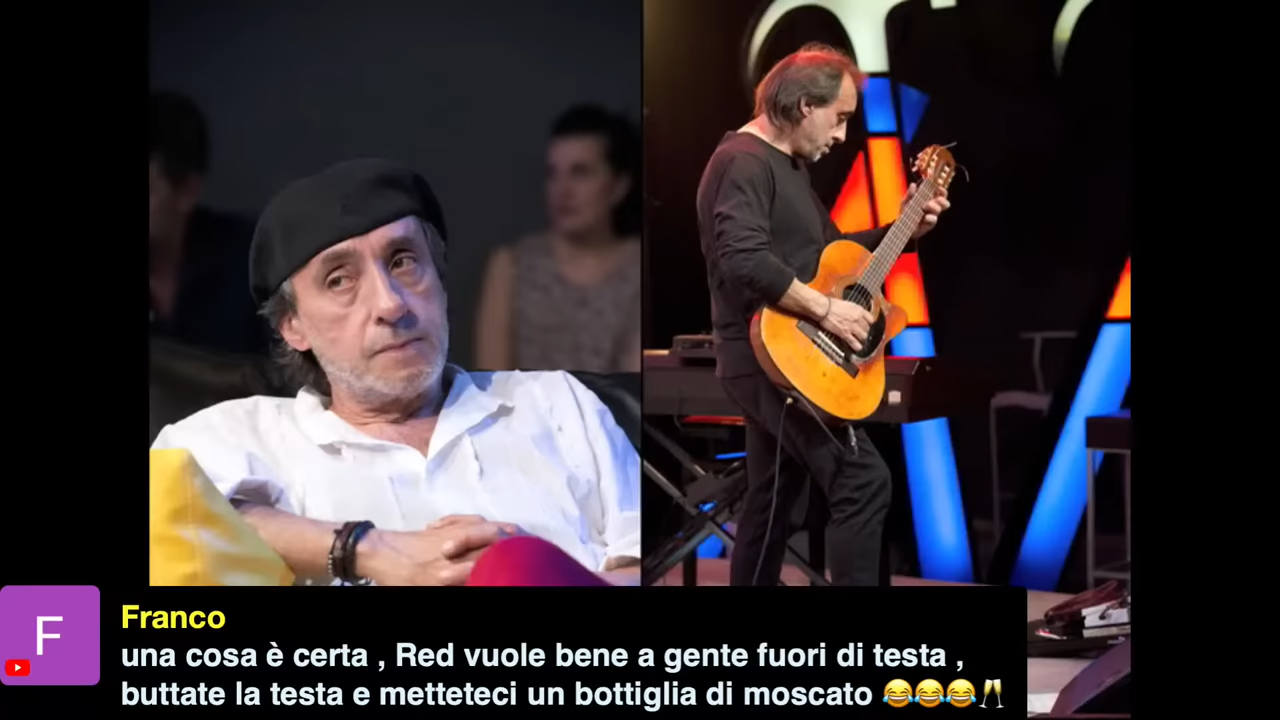 F
Franco
una cosa è certa , Red vuole bene a gente fuori di testa ,
buttate la testa e metteteci un bottiglia di moscato 😂😂😂🥂